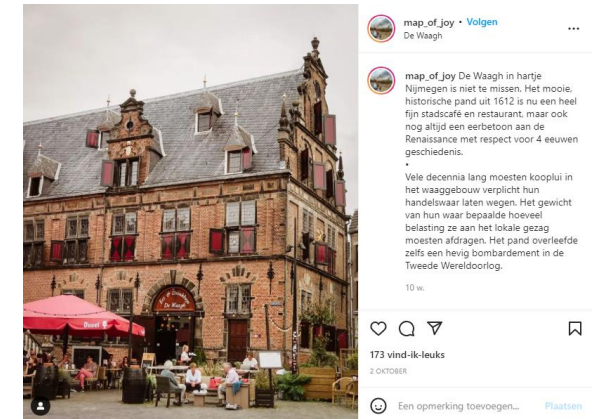 map_of_joy • Volgen
De Waagh
map_of_joy De Waagh in hartje
Nijmegen is niet te missen. Het mooie,
historische pand uit 1612 is nu een heel
fijn stadscafé en restaurant, maar ook
nog altijd een eerbetoon aan de
Renaissance met respect voor 4 eeuwen
geschiedenis.
•
Vele decennia lang moesten kooplui in
het waaggebouw verplicht hun
handelswaar laten wegen. Het gewicht
van hun waar bepaalde hoeveel
belasting ze aan het lokale gezag
moesten afdragen. Het pand overleefde
zelfs een hevig bombardement in de
Tweede Wereldoorlog.
10 w.
173 vind-ik-leuks
2 OKTOBER
Een opmerking toevoegen... Plaatsen
De Waagh
Duvel